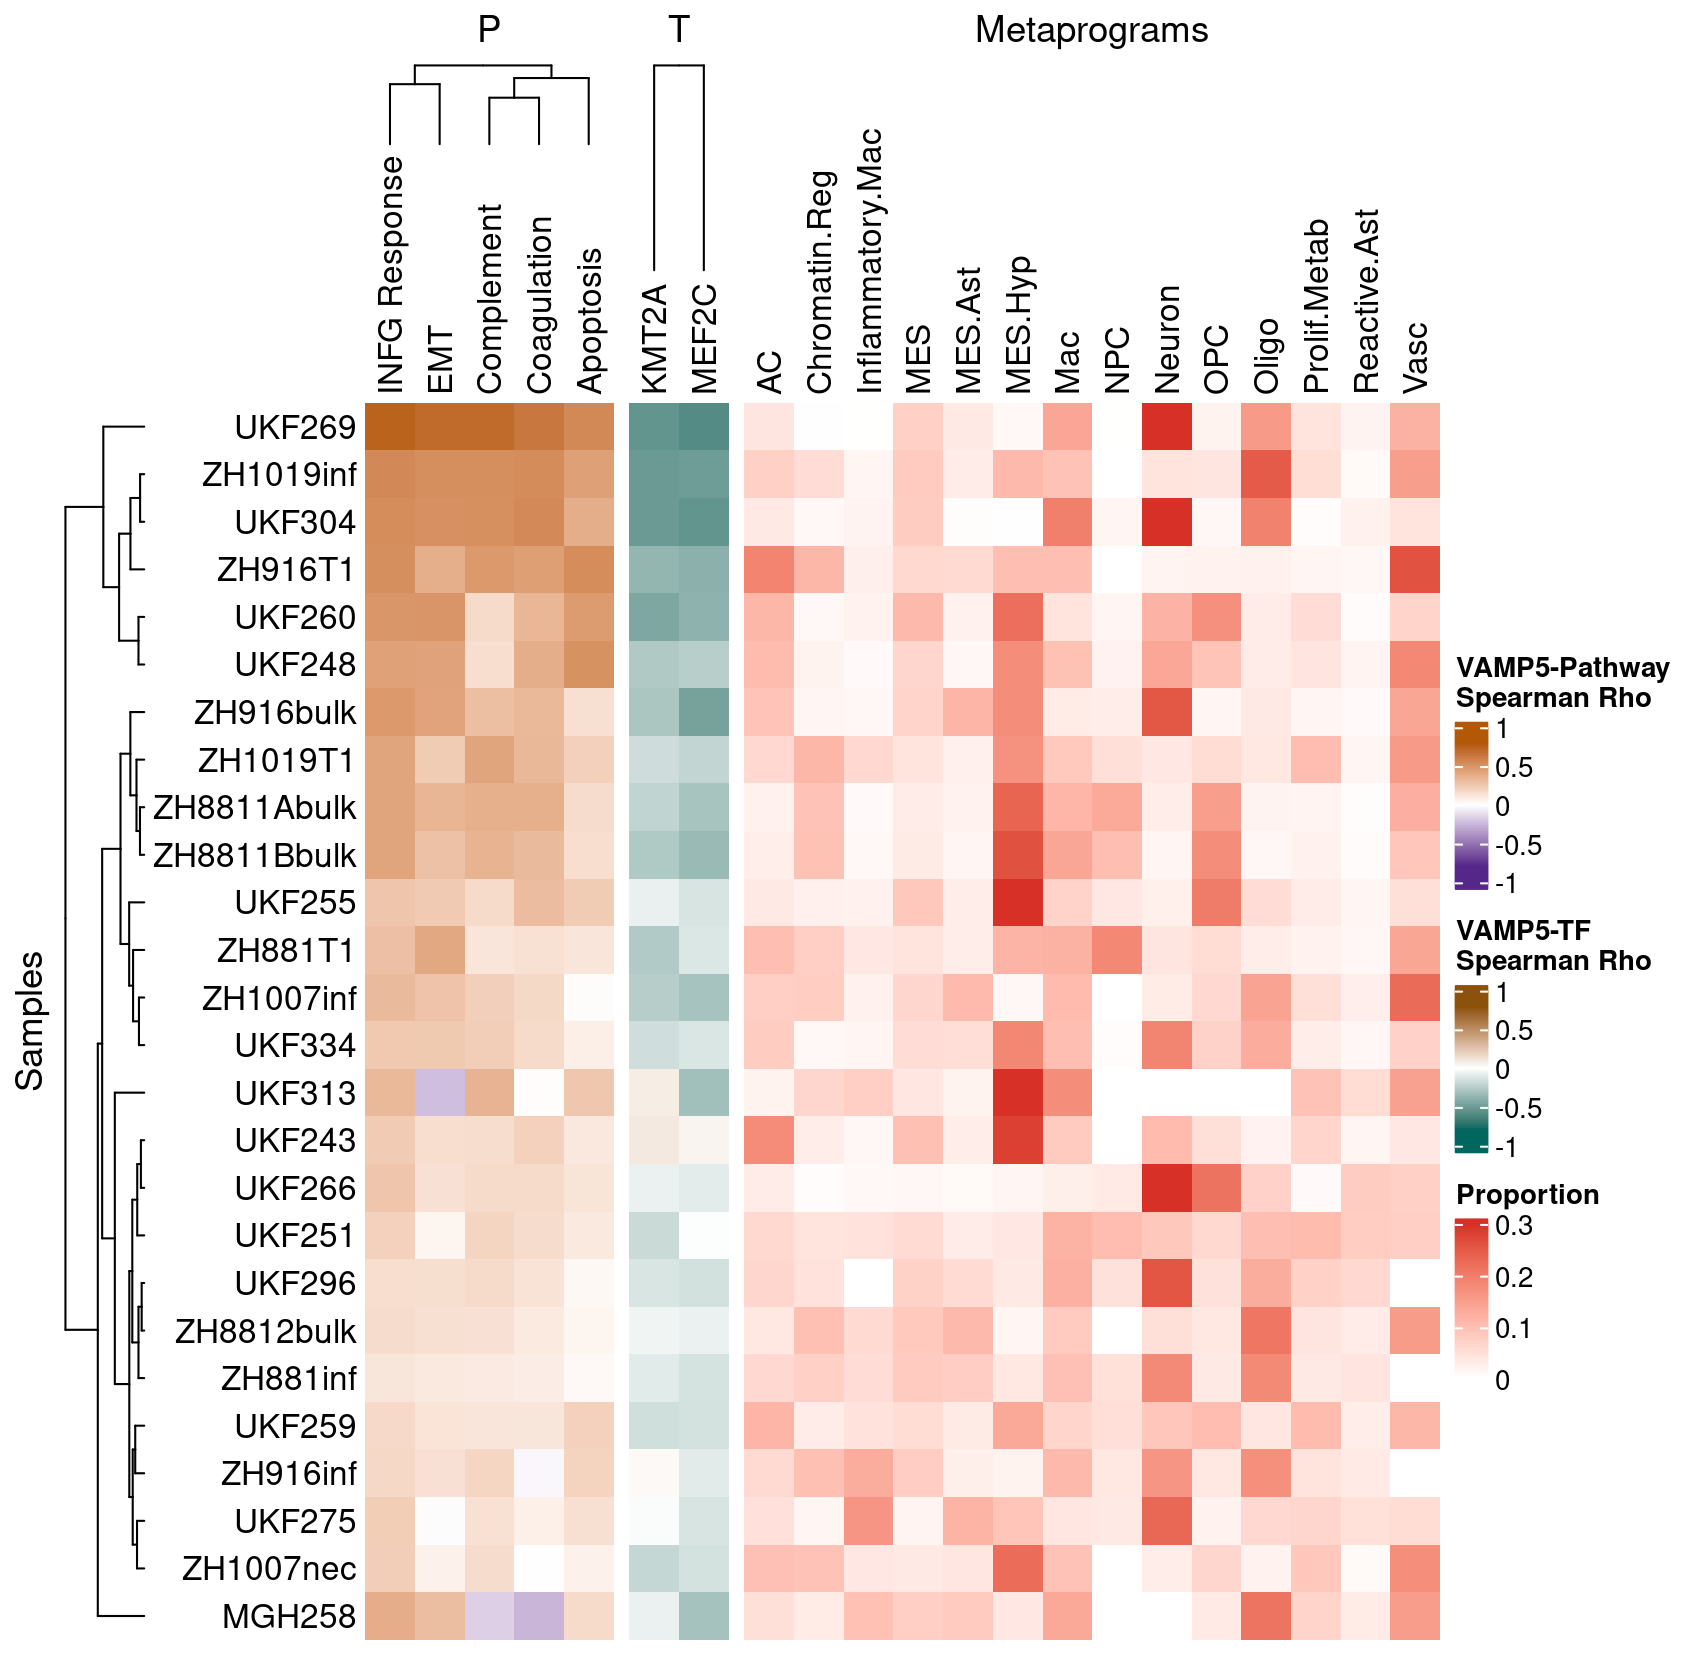 P
T
Metaprograms
INFG Response
EMT
Complement
Coagulation
Apoptosis
KMT2A
MEF2C
AC
Chromatin.Reg
Inflammatory.Mac
MES
MES.Ast
MES.Hyp
Mac
NPC
Neuron
OPC
Oligo
Prolif.Metab
Reactive.Ast
Vasc
Samples
UKF269
ZH1019inf
UKF304
ZH916T1
UKF260
UKF248
ZH916bulk
ZH1019T1
ZH8811Abulk
ZH8811Bbulk
UKF255
ZH881T1
ZH1007inf
UKF334
UKF313
UKF243
UKF266
UKF251
UKF296
ZH8812bulk
ZH881inf
UKF259
ZH916inf
UKF275
ZH1007nec
MGH258
VAMP5-Pathway
Spearman Rho
1
0.5
0
-0.5
-1
VAMP5-TF
Spearman Rho
1
0.5
0
-0.5
-1
Proportion
0.3
0.2
0.1
0